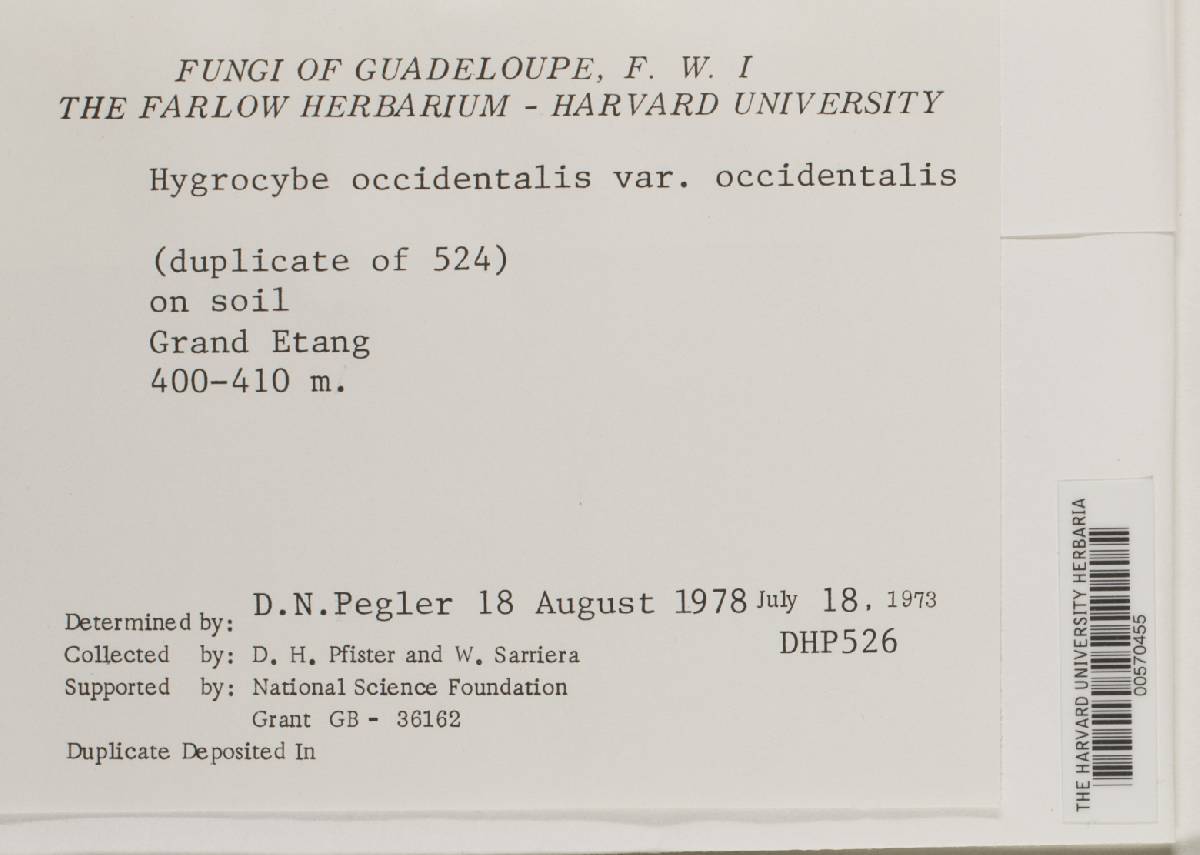 FUNGI OF GUADELOUPE, F. W. I
THE FARLOW HERBARIUM - HARVARD UNIVERSITY
Hygrocybe occidentalis var. occidentalis
(duplicate of 524)
on soil
Grand Etang
400-410 m.
Determined by: D.N.Pegler 18 August 1978 July 18, 1973
DHP526
Collected by: D. H. Pfister and W. Sarriera
Supported by: National Science Foundation
Grant GB - 36162
Duplicate Deposited In
THE HARVARD UNIVERSITY HERBARIA
00570455